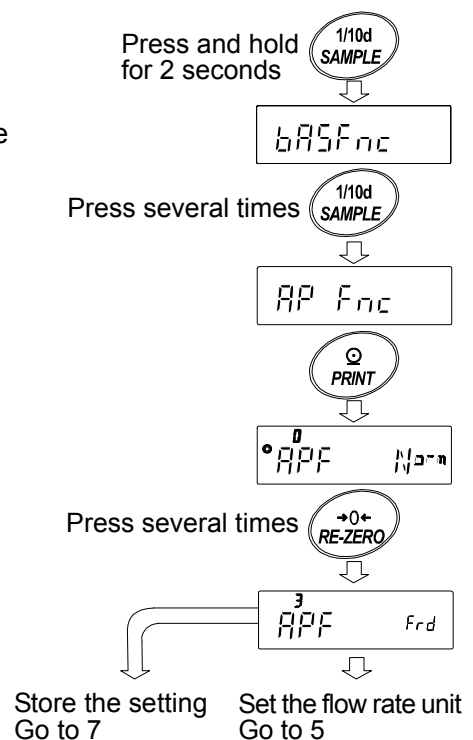 Press and hold
for 2 seconds
1/10d
SAMPLE
e
bASFnc
Press several times
1/10d
SAMPLE
AP Fnc
PRINT
0
APF Norm
Press several times
→0←
RE-ZERO
3
APF Frd
Store the setting
Go to 7
Set the flow rate unit
Go to 5